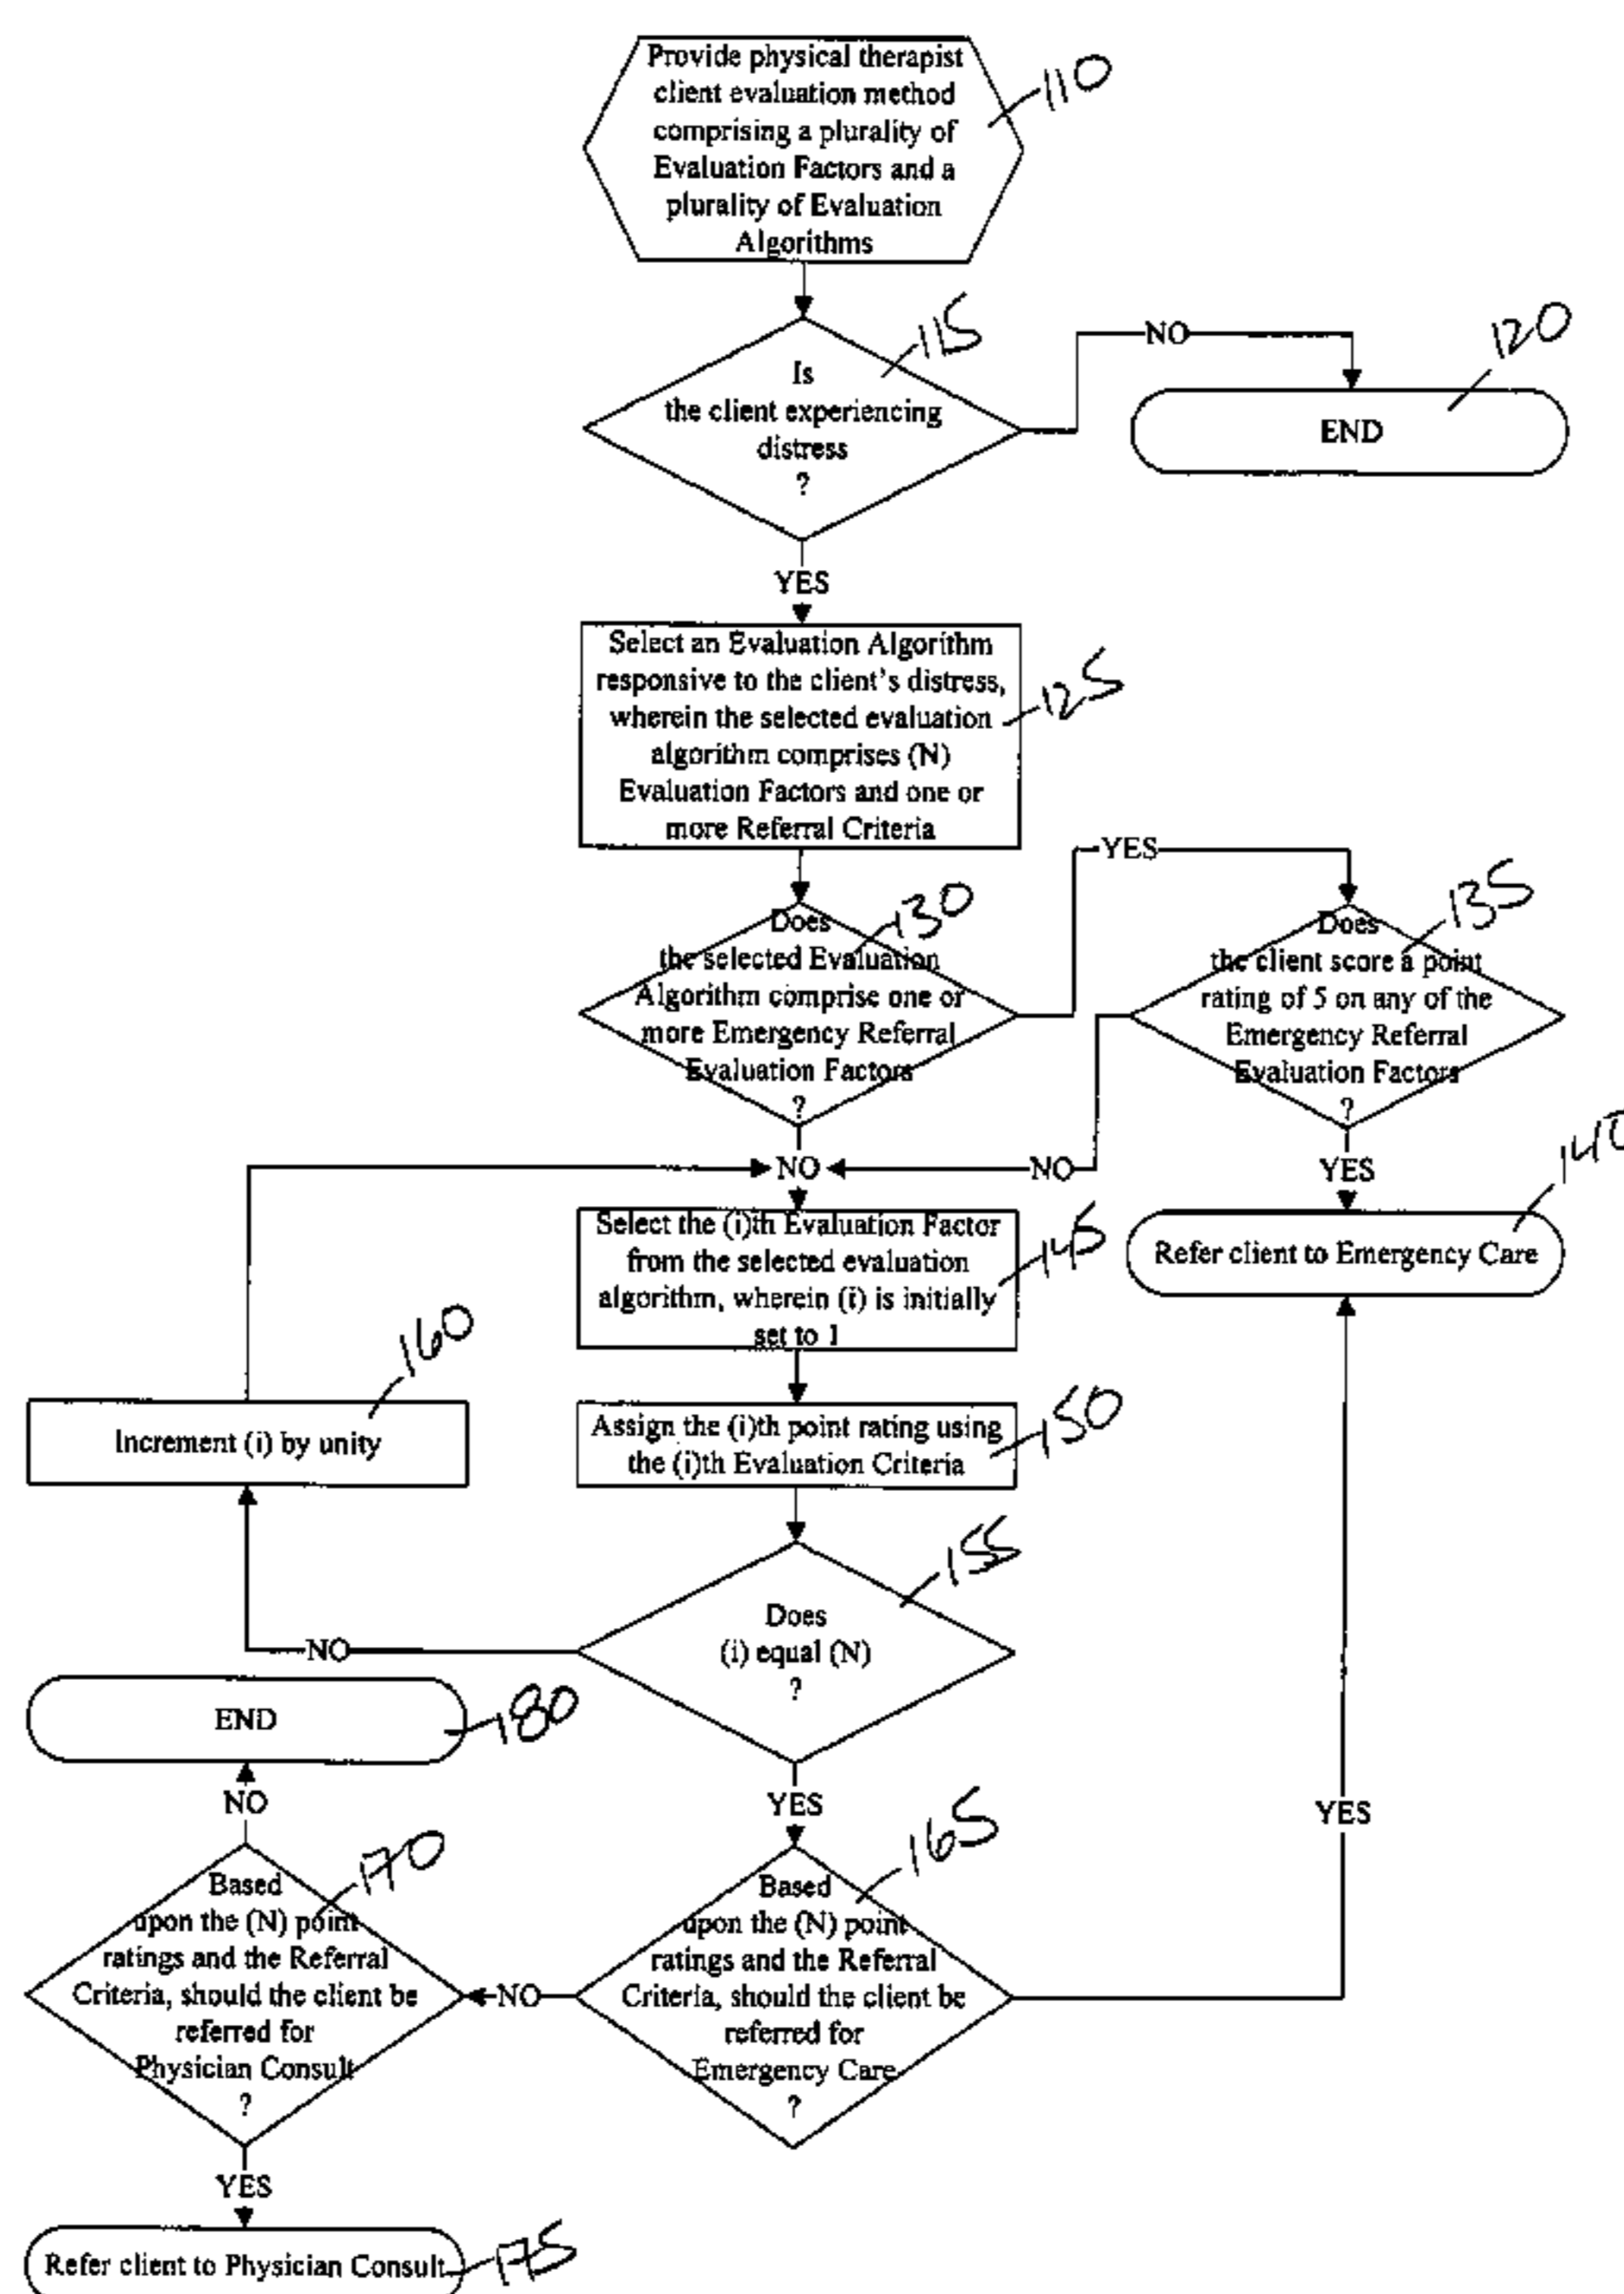 Provide physical therapist
client evaluation method
comprising a plurality of
Evaluation Factors and a
plurality of Evaluation
Algorithms
110
Is
the client experiencing
distress
?
115
NO
END
120
YES
Select an Evaluation Algorithm
responsive to the client's distress,
wherein the selected evaluation
algorithm comprises (N)
Evaluation Factors and one or
more Referral Criteria
125
Does
the selected Evaluation
Algorithm comprise one or
more Emergency Referral
Evaluation Factors
?
130
YES
Does
the client score a point
rating of 5 on any of the
Emergency Referral
Evaluation Factors
?
135
NO
NO
YES
Refer client to Emergency Care
140
Select the (i)th Evaluation Factor
from the selected evaluation
algorithm, wherein (i) is initially
set to 1
145
Increment (i) by unity
160
Assign the (i)th point rating using
the (i)th Evaluation Criteria
150
Does
(i) equal (N)
?
155
NO
END
180
NO
YES
YES
Based
upon the (N) point
ratings and the Referral
Criteria, should the client be
referred for
Physician Consult
?
170
NO
Based
upon the (N) point
ratings and the Referral
Criteria, should the client be
referred for
Emergency Care
?
165
YES
Refer client to Physician Consult
175